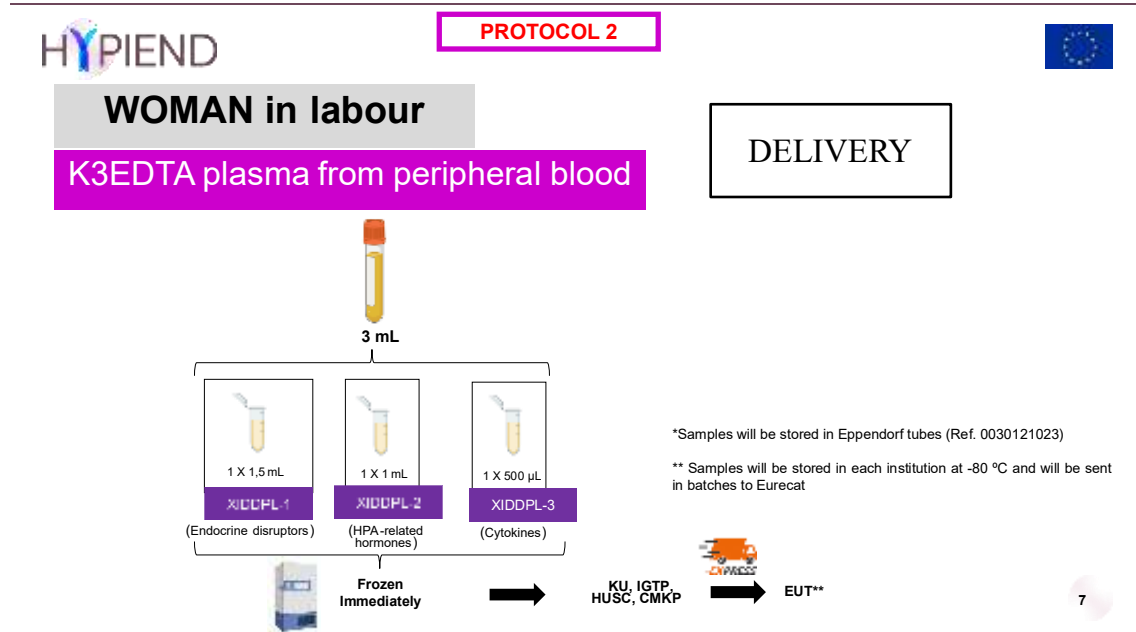 PROTOCOL 2
HYPIEND
WOMAN in labour
K3EDTA plasma from peripheral blood
DELIVERY
3 mL
1 X 1,5 mL
1 X 1 mL
1 X 500 µL
XIDDPL-1
XIDDPL-2
XIDDPL-3
(Endocrine disruptors)
(HPA-related
hormones)
(Cytokines)
*Samples will be stored in Eppendorf tubes (Ref. 0030121023)
** Samples will be stored in each institution at -80 ºC and will be sent
in batches to Eurecat
Frozen
Immediately
KU, IGTP,
HUSC, CMKP
EXPRESS
EUT**
7